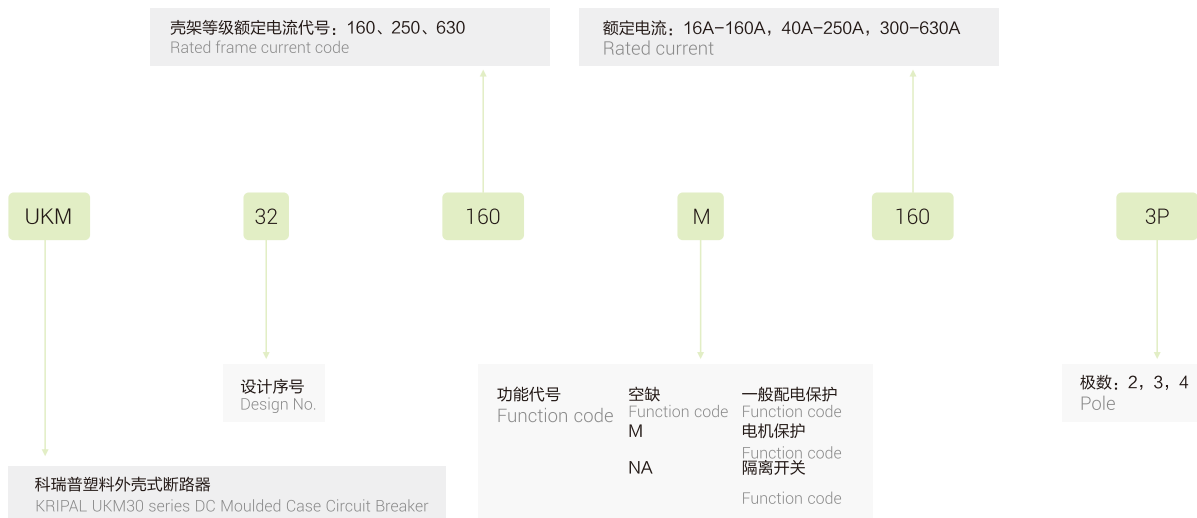 壳架等级额定电流代号：160、250、630
Rated frame current code
额定电流：16A-160A，40A-250A，300-630A
Rated current
UKM
32
160
M
160
3P
设计序号
Design No.
功能代号
Function code
空缺
Function code
一般配电保护
Function code
M
电机保护
Function code
NA
隔离开关
Function code
极数：2，3，4
Pole
科瑞普塑料外壳式断路器
KRIPAL UKM30 series DC Moulded Case Circuit Breaker